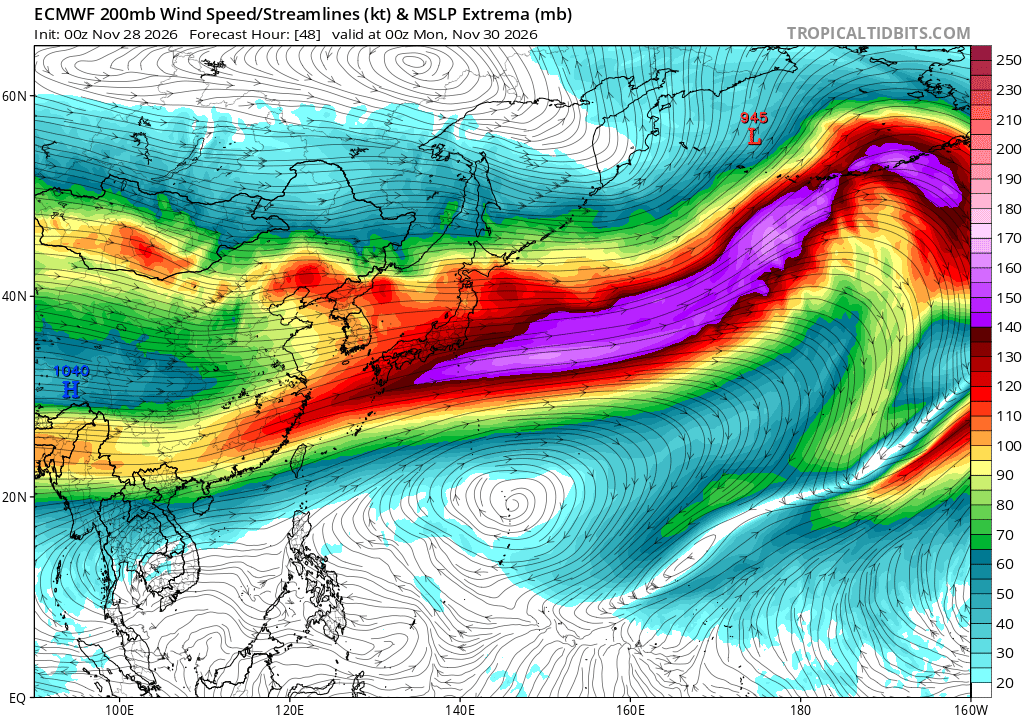 ECMWF 200mb Wind Speed/Streamlines (kt) & MSLP Extrema (mb)
Init: 00z Nov 28 2026 Forecast Hour: [48] valid at 00z Mon, Nov 30 2026
TROPICALTIDBITS.COM
60N
40N
20N
EQ
945
L
1040
H
100E
120E
140E
160E
180
160W
250
230
210
200
190
180
170
160
150
140
130
120
110
100
90
80
70
60
50
40
30
20